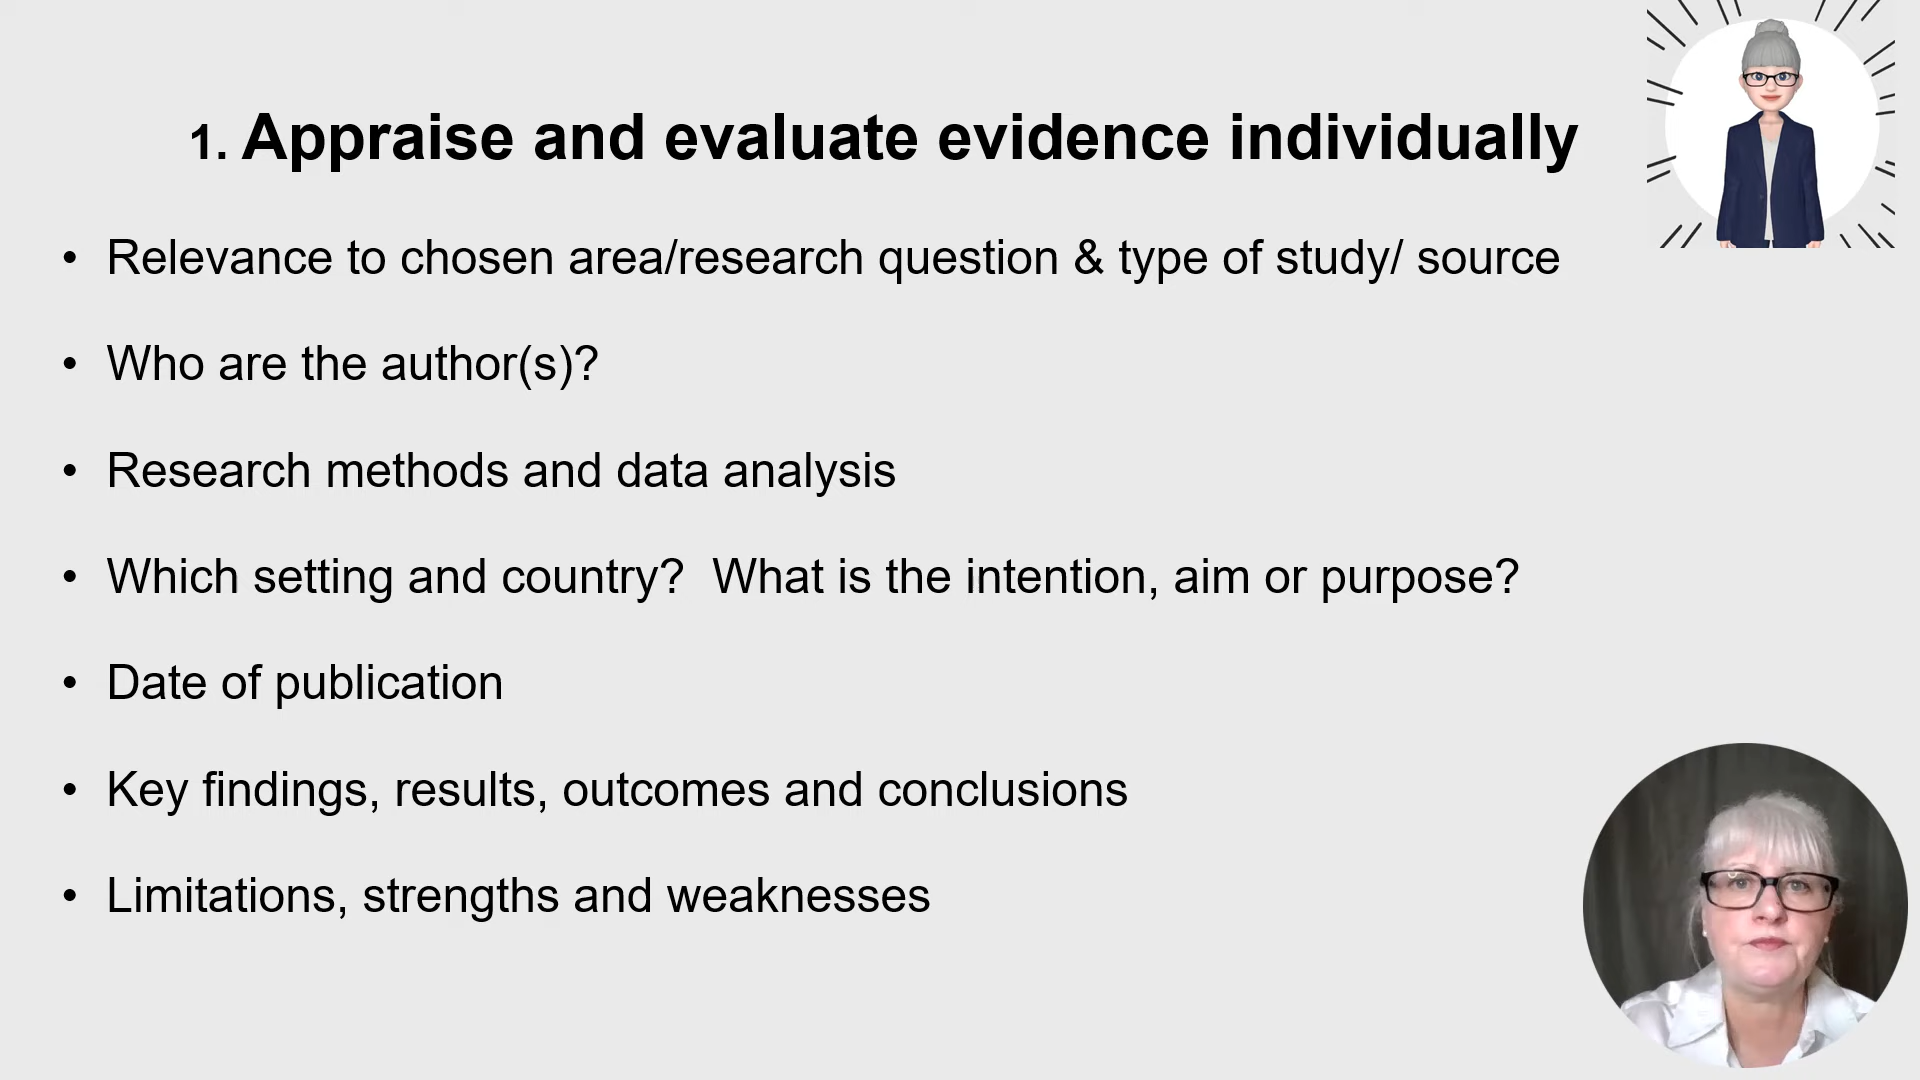 1. Appraise and evaluate evidence individually
• Relevance to chosen area/research question & type of study/ source
• Who are the author(s)?
• Research methods and data analysis
• Which setting and country?  What is the intention, aim or purpose?
• Date of publication
• Key findings, results, outcomes and conclusions
• Limitations, strengths and weaknesses